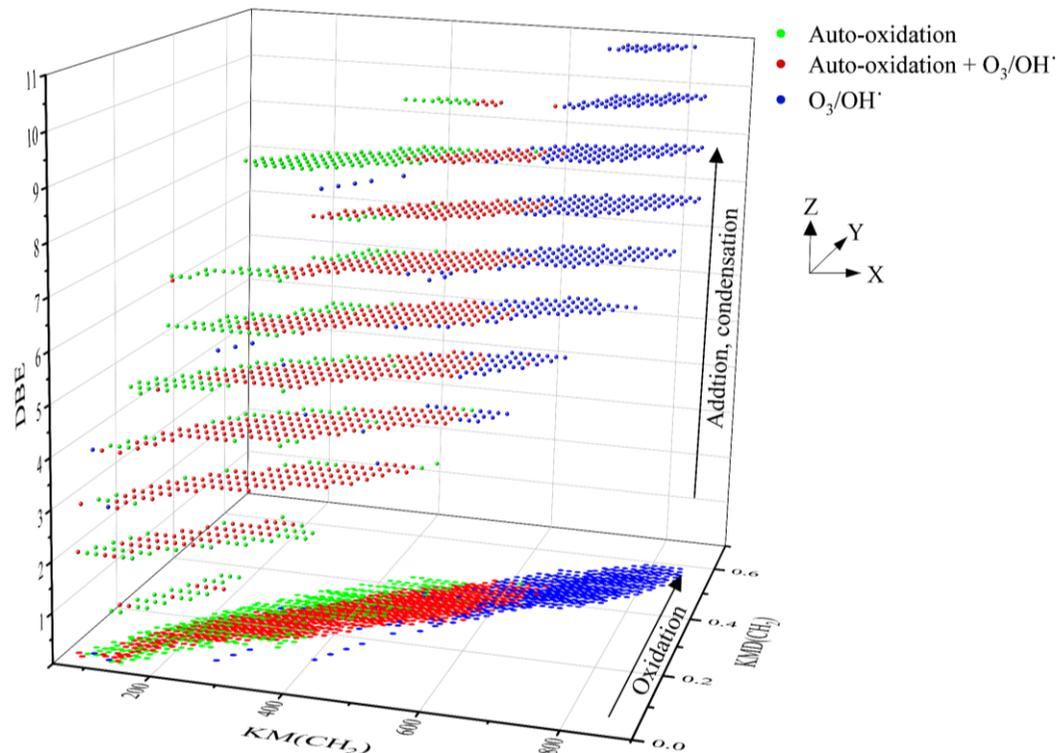 Auto-oxidation
Auto-oxidation + O₃/OH˙
O₃/OH˙
11
10
9
8
7
6
5
4
3
2
1
DBE
Addtion, condensation
Z
Y
X
Oxidation
0.6
0.4
0.2
0.0
KMD(CH₂)
200
400
600
800
KM(CH₂)